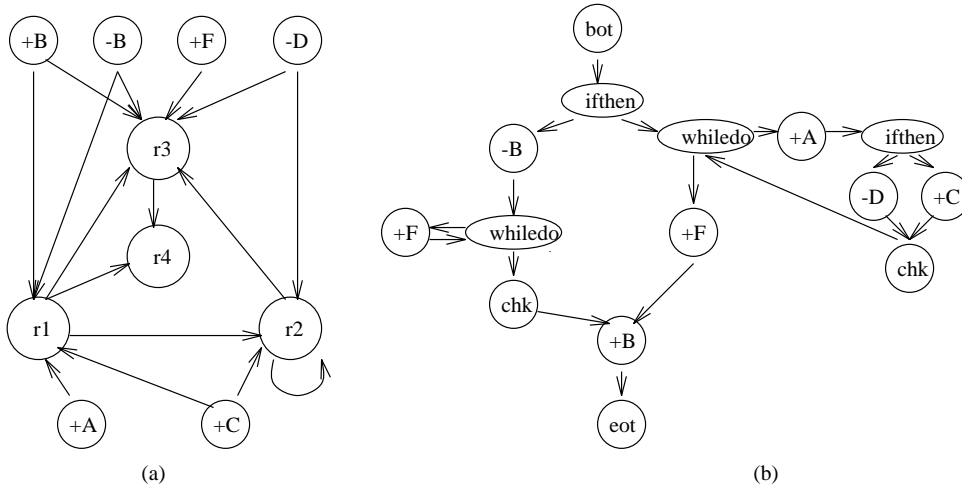 +B
-B
+F
-D
r3
r4
r1
r2
+A
+C
(a)
bot
ifthen
-B
whiledo
+A
ifthen
-D
+C
+F
whiledo
+F
chk
chk
+B
eot
(b)